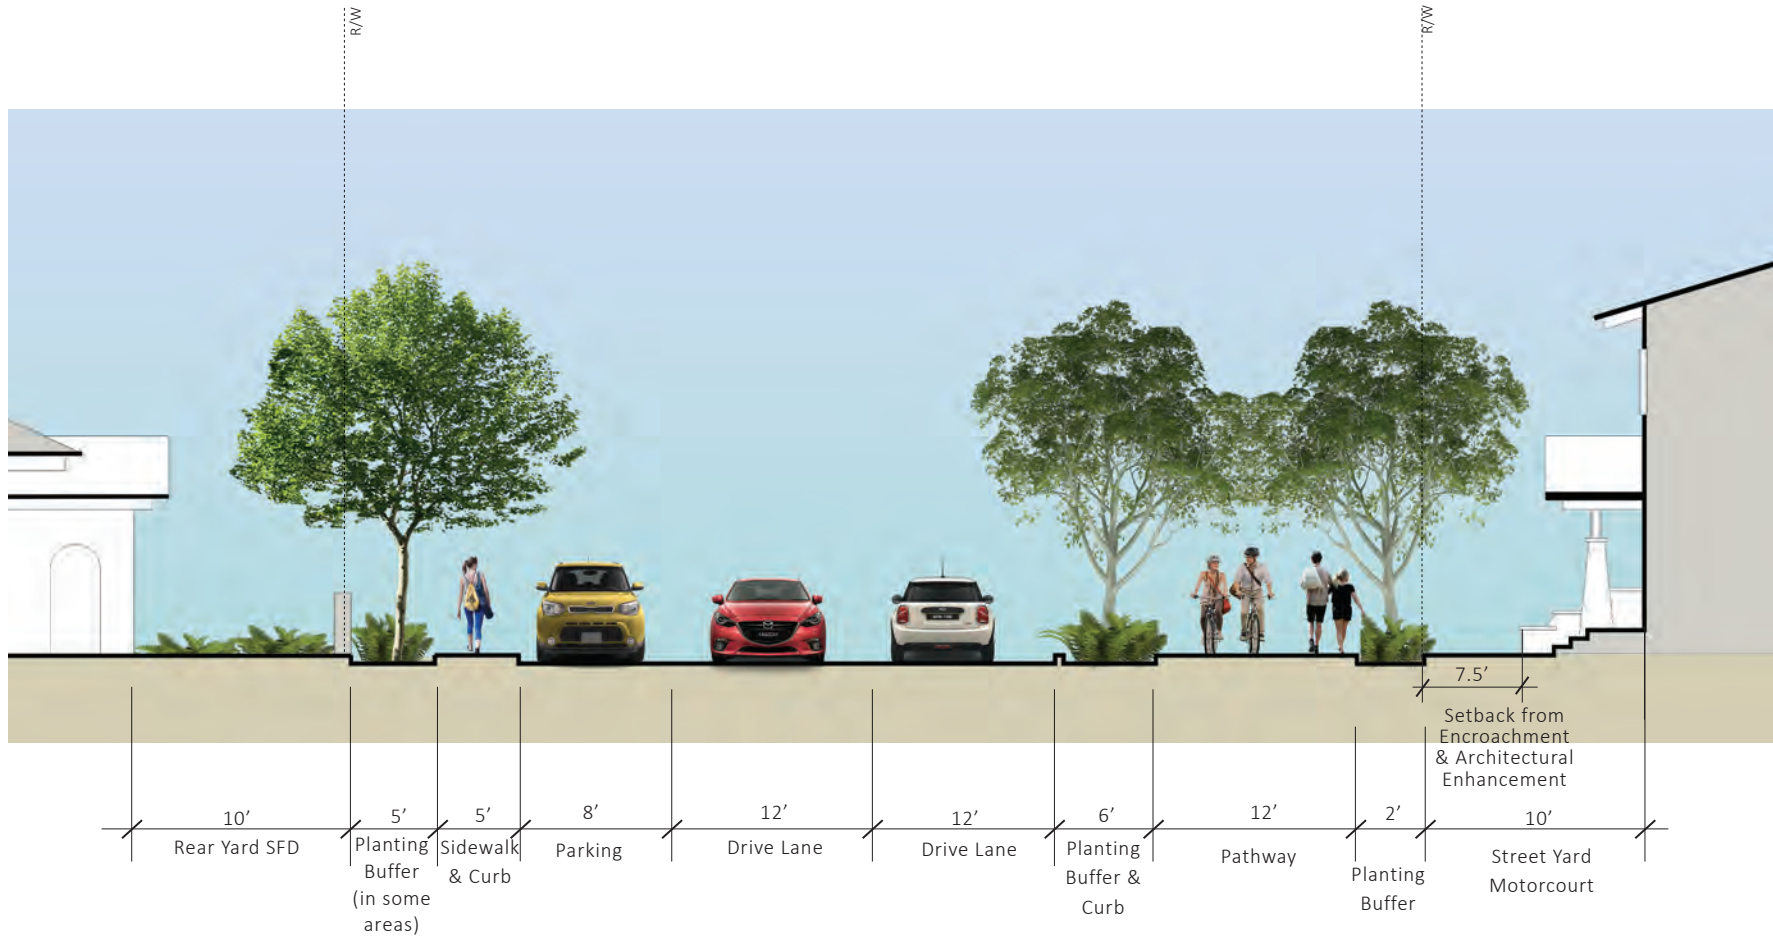 R/W
R/W
7.5’
Setback from
Encroachment
& Architectural
Enhancement
10’
Rear Yard SFD
5’
Planting
Buffer
(in some
areas)
5’
Sidewalk
& Curb
8’
Parking
12’
Drive Lane
12’
Drive Lane
6’
Planting
Buffer &
Curb
12’
Pathway
2’
Planting
Buffer
10’
Street Yard
Motorcourt